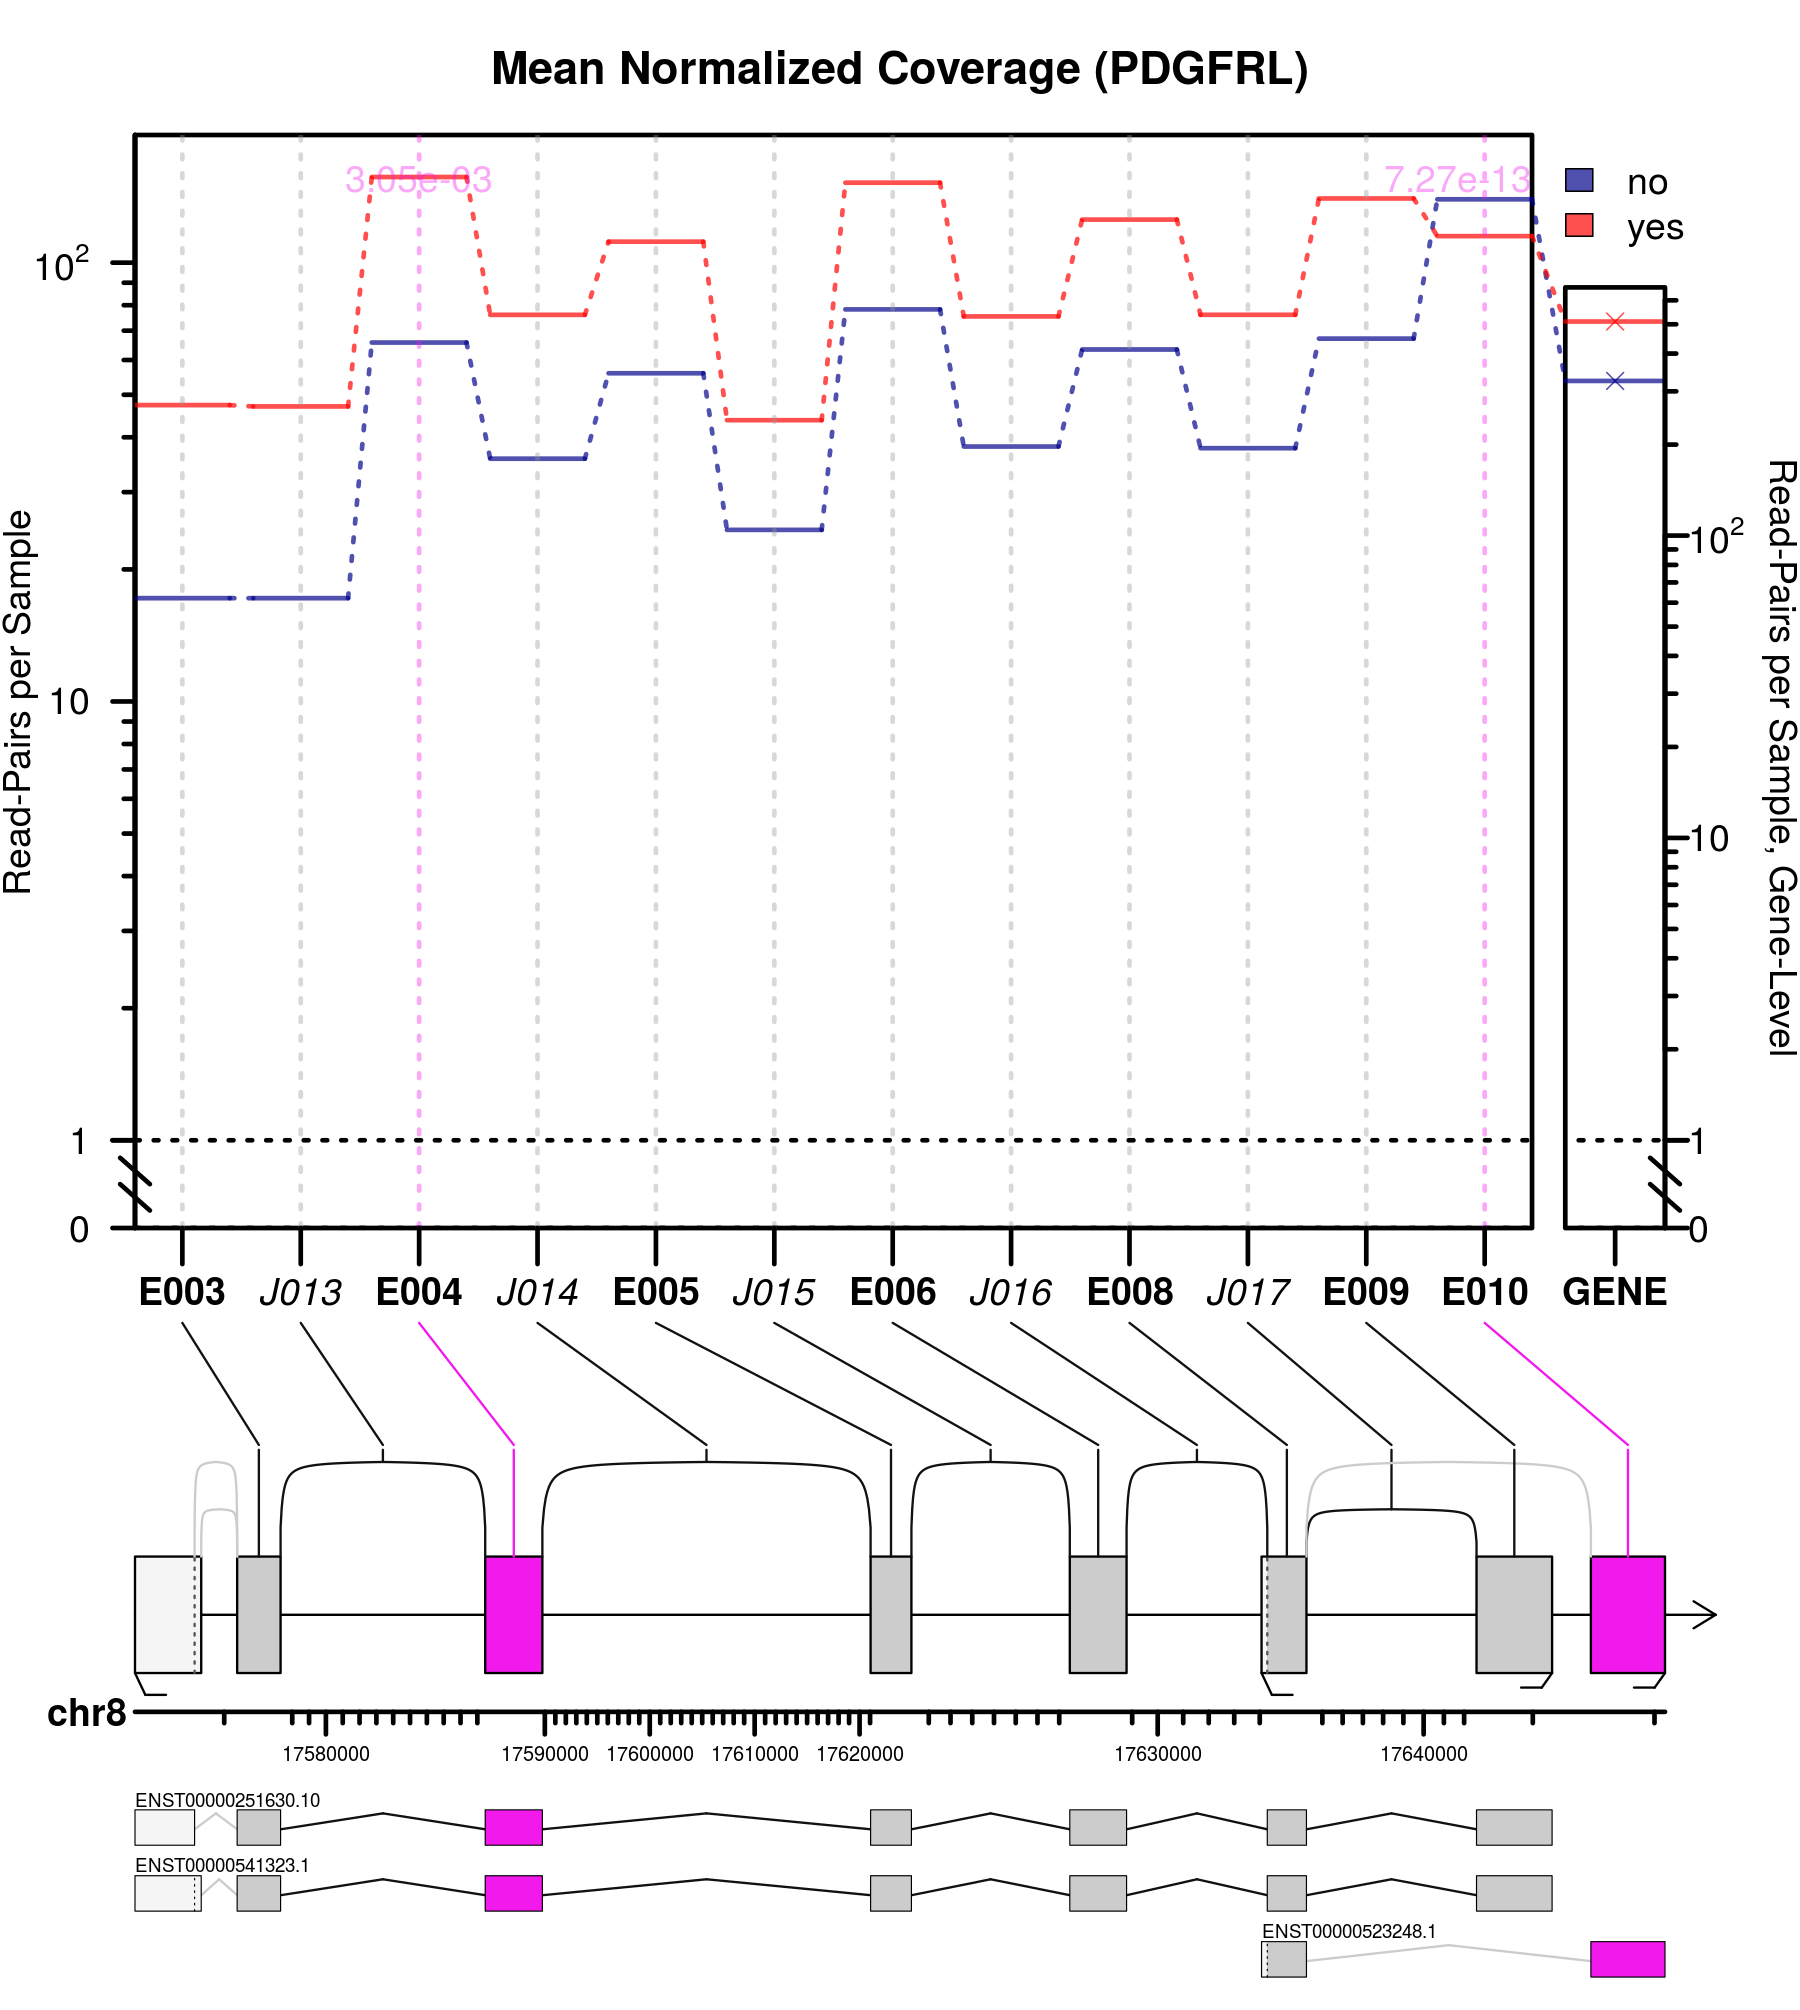 Mean Normalized Coverage (PDGFRL)
3.05e-03
7.27e-13
no
yes
10²
10
1
0
Read-Pairs per Sample
10²
10
1
0
Read-Pairs per Sample, Gene-Level
E003 J013 E004 J014 E005 J015 E006 J016 E008 J017 E009 E010 GENE
chr8
17580000 17590000 17600000 17610000 17620000 17630000 17640000
ENST00000251630.10
ENST00000541323.1
ENST00000523248.1